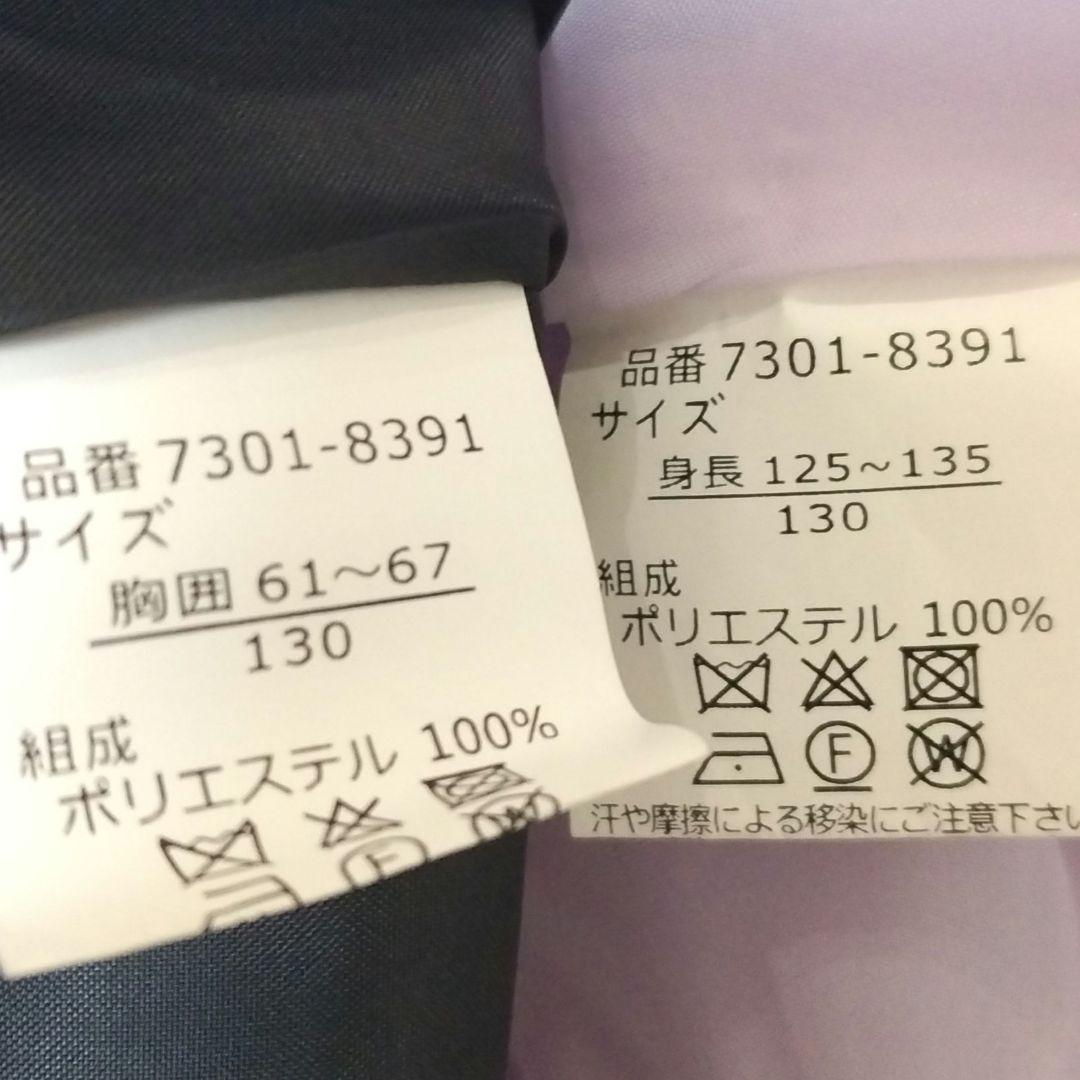 品番 7301-8391
サイズ
胸囲 61～67
130
組成
ポリエステル 100%
品番 7301-8391
サイズ
身長 125～135
130
組成
ポリエステル 100%
F
W
汗や摩擦による移染にご注意下さい